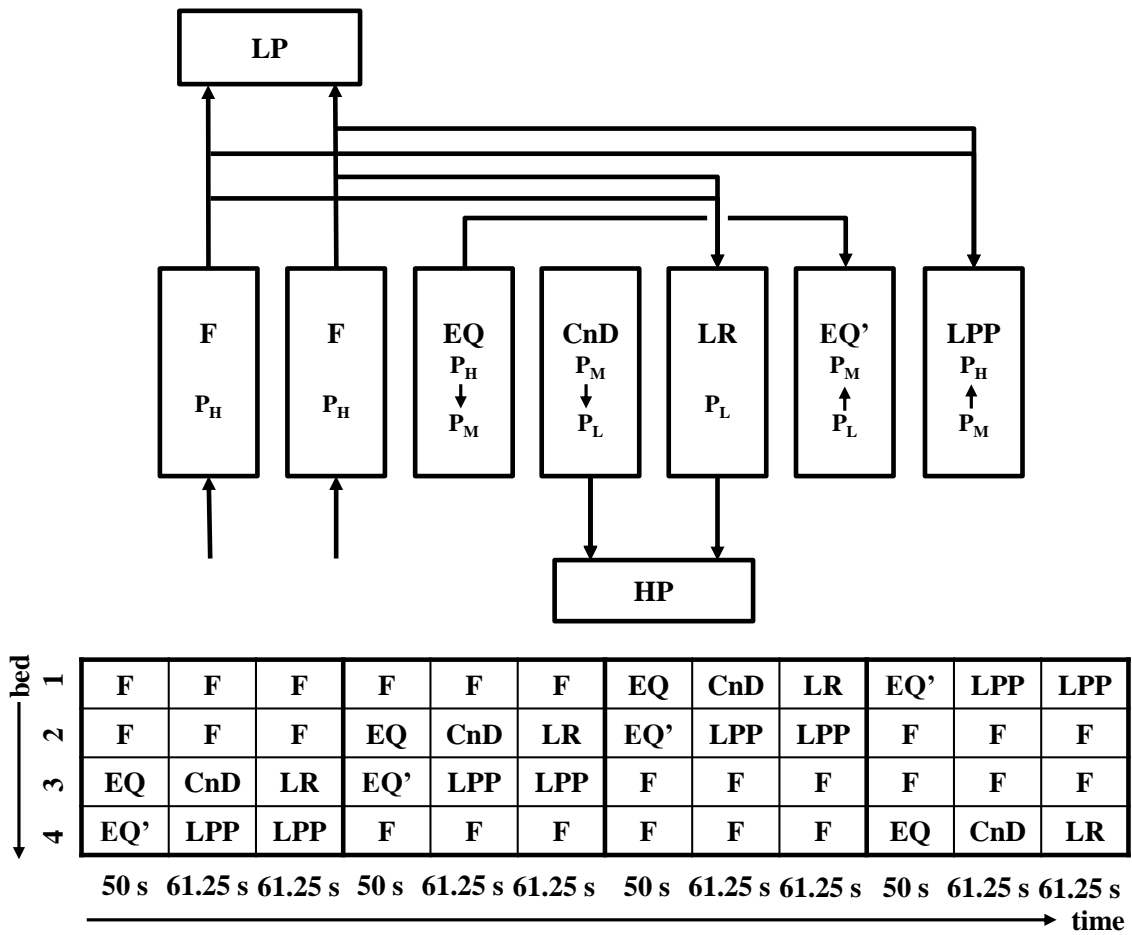 LP
F F EQ CnD LR EQ' LPP
P_H P_M P_M P_H
P_H P_H P_L
P_M P_L P_L P_M
HP
bed
1 F F F F F F EQ CnD LR EQ’ LPP LPP
2 F F F EQ CnD LR EQ’ LPP LPP F F F
3 EQ CnD LR EQ’ LPP LPP F F F F F F
4 EQ’ LPP LPP F F F F F F EQ CnD LR
50 s 61.25 s 61.25 s 50 s 61.25 s 61.25 s 50 s 61.25 s 61.25 s 50 s 61.25 s 61.25 s
time